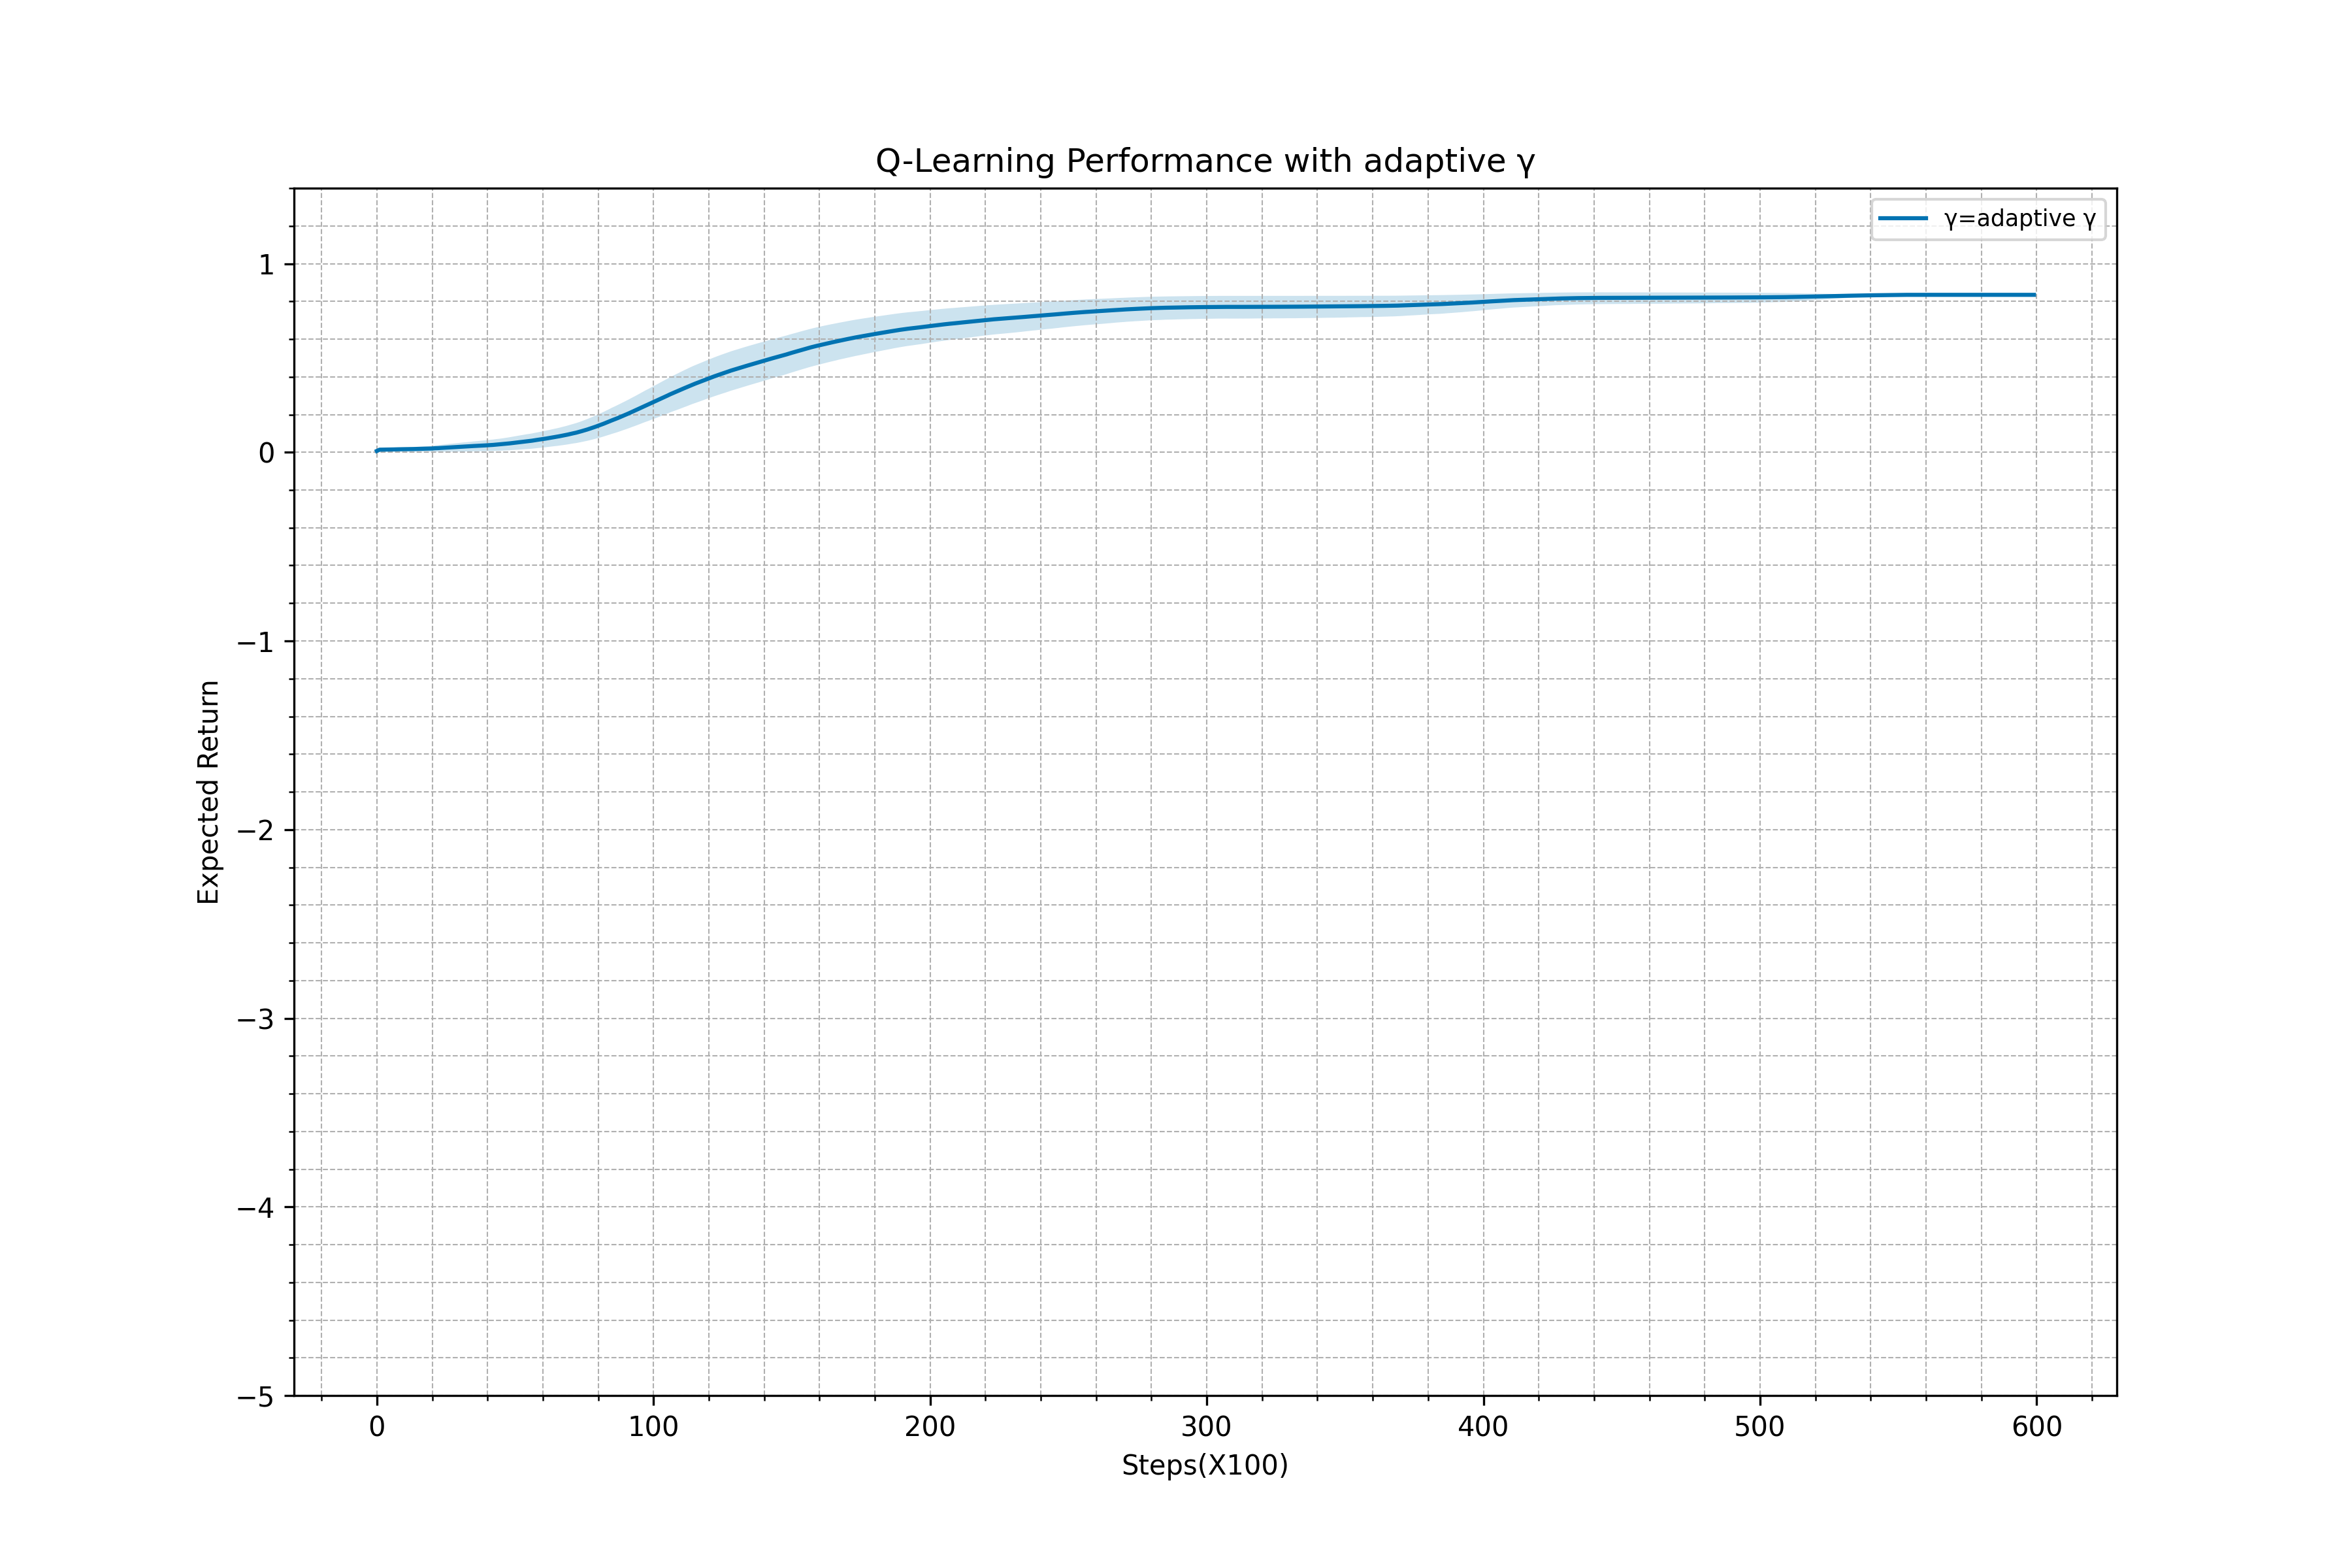 Q-Learning Performance with adaptive γ
γ=adaptive γ
1
0
−1
−2
−3
−4
−5
Expected Return
0 100 200 300 400 500 600
Steps(X100)